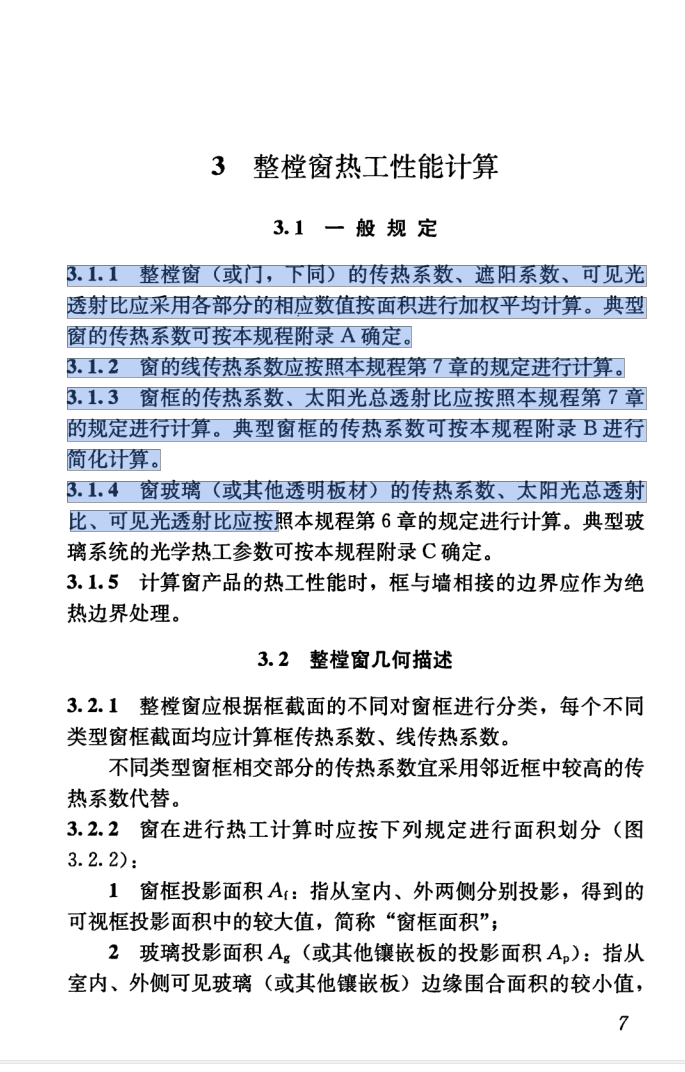 3 整樘窗热工性能计算
3.1 一般规定
3.1.1 整樘窗（或门，下同）的传热系数、遮阳系数、可见光
透射比应采用各部分的相应数值按面积进行加权平均计算。典型
窗的传热系数可按本规程附录 A 确定。
3.1.2 窗的线传热系数应按照本规程第 7 章的规定进行计算。
3.1.3 窗框的传热系数、太阳光总透射比应按照本规程第 7 章
的规定进行计算。典型窗框的传热系数可按本规程附录 B 进行
简化计算。
3.1.4 窗玻璃（或其他透明板材）的传热系数、太阳光总透射
比、可见光透射比应按照本规程第 6 章的规定进行计算。典型玻
璃系统的光学热工参数可按本规程附录 C 确定。
3.1.5 计算窗产品的热工性能时，框与墙相接的边界应作为绝
热边界处理。
3.2 整樘窗几何描述
3.2.1 整樘窗应根据框截面的不同对窗框进行分类，每个不同
类型窗框截面均应计算框传热系数、线传热系数。
不同类型窗框相交部分的传热系数宜采用邻近框中较高的传
热系数代替。
3.2.2 窗在进行热工计算时应按下列规定进行面积划分（图
3.2.2）：
1 窗框投影面积 Af：指从室内、外两侧分别投影，得到的
可视框投影面积中的较大值，简称“窗框面积”；
2 玻璃投影面积 Ag（或其他镶嵌板的投影面积 Ap）：指从
室内、外侧可见玻璃（或其他镶嵌板）边缘围合面积的较小值，
7